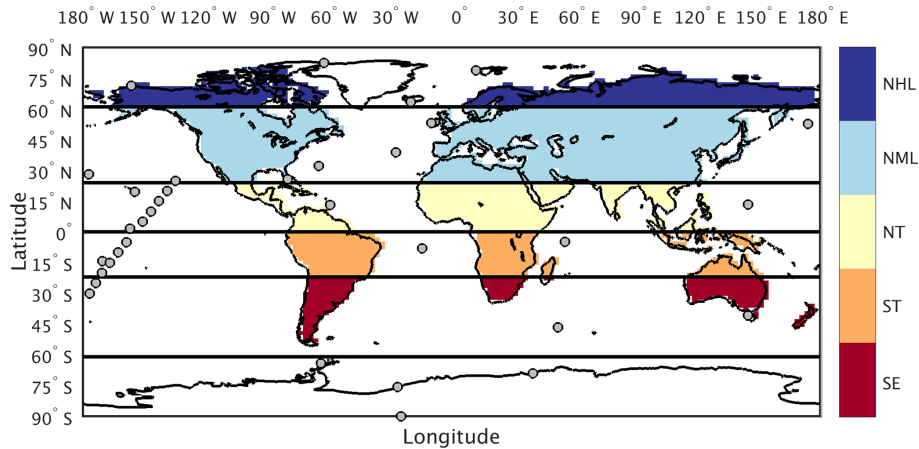 180° W 150° W 120° W 90° W 60° W 30° W 0° 30° E 60° E 90° E 120° E 150° E 180° E
90° N
75° N
60° N
45° N
30° N
15° N
0°
15° S
30° S
45° S
60° S
75° S
90° S
Latitude
Longitude
NHL
NML
NT
ST
SE